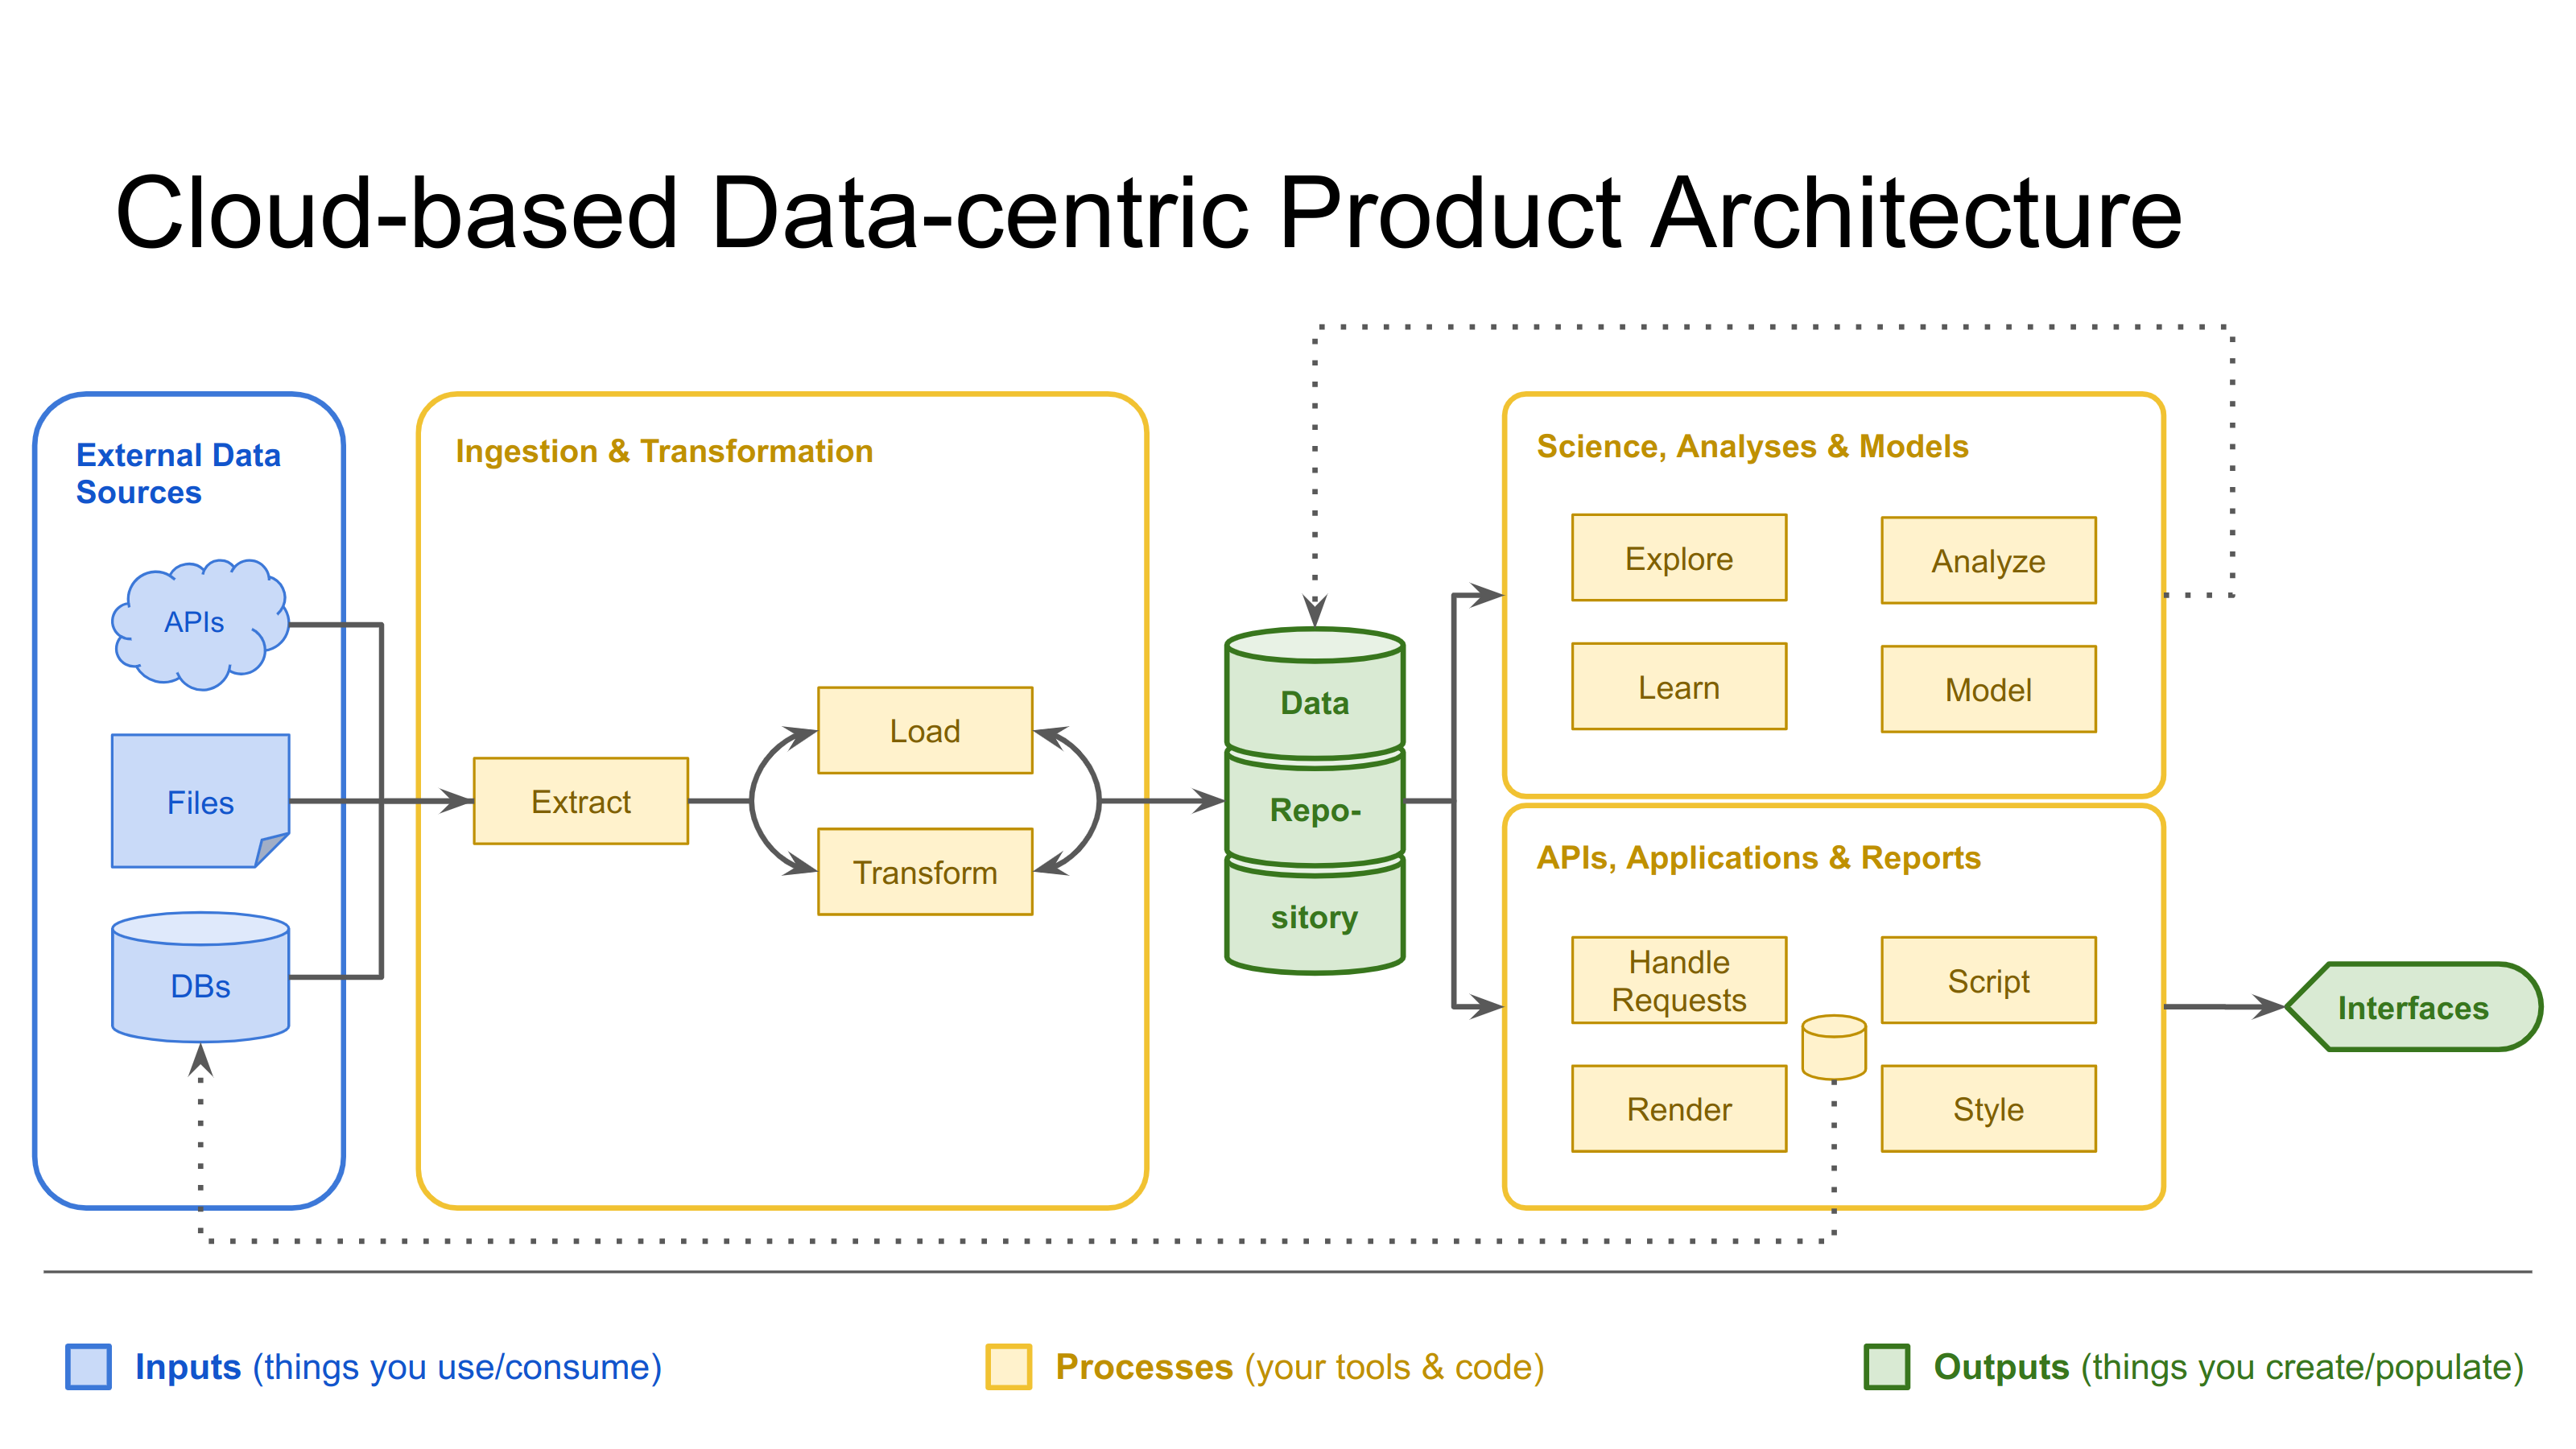 Cloud-based Data-centric Product Architecture
External Data
Sources
APIs
Files
DBs
Ingestion & Transformation
Extract
Load
Transform
Data
Repo-
sitory
Science, Analyses & Models
Explore
Analyze
Learn
Model
APIs, Applications & Reports
Handle
Requests
Script
Render
Style
Interfaces
Inputs (things you use/consume)
Processes (your tools & code)
Outputs (things you create/populate)